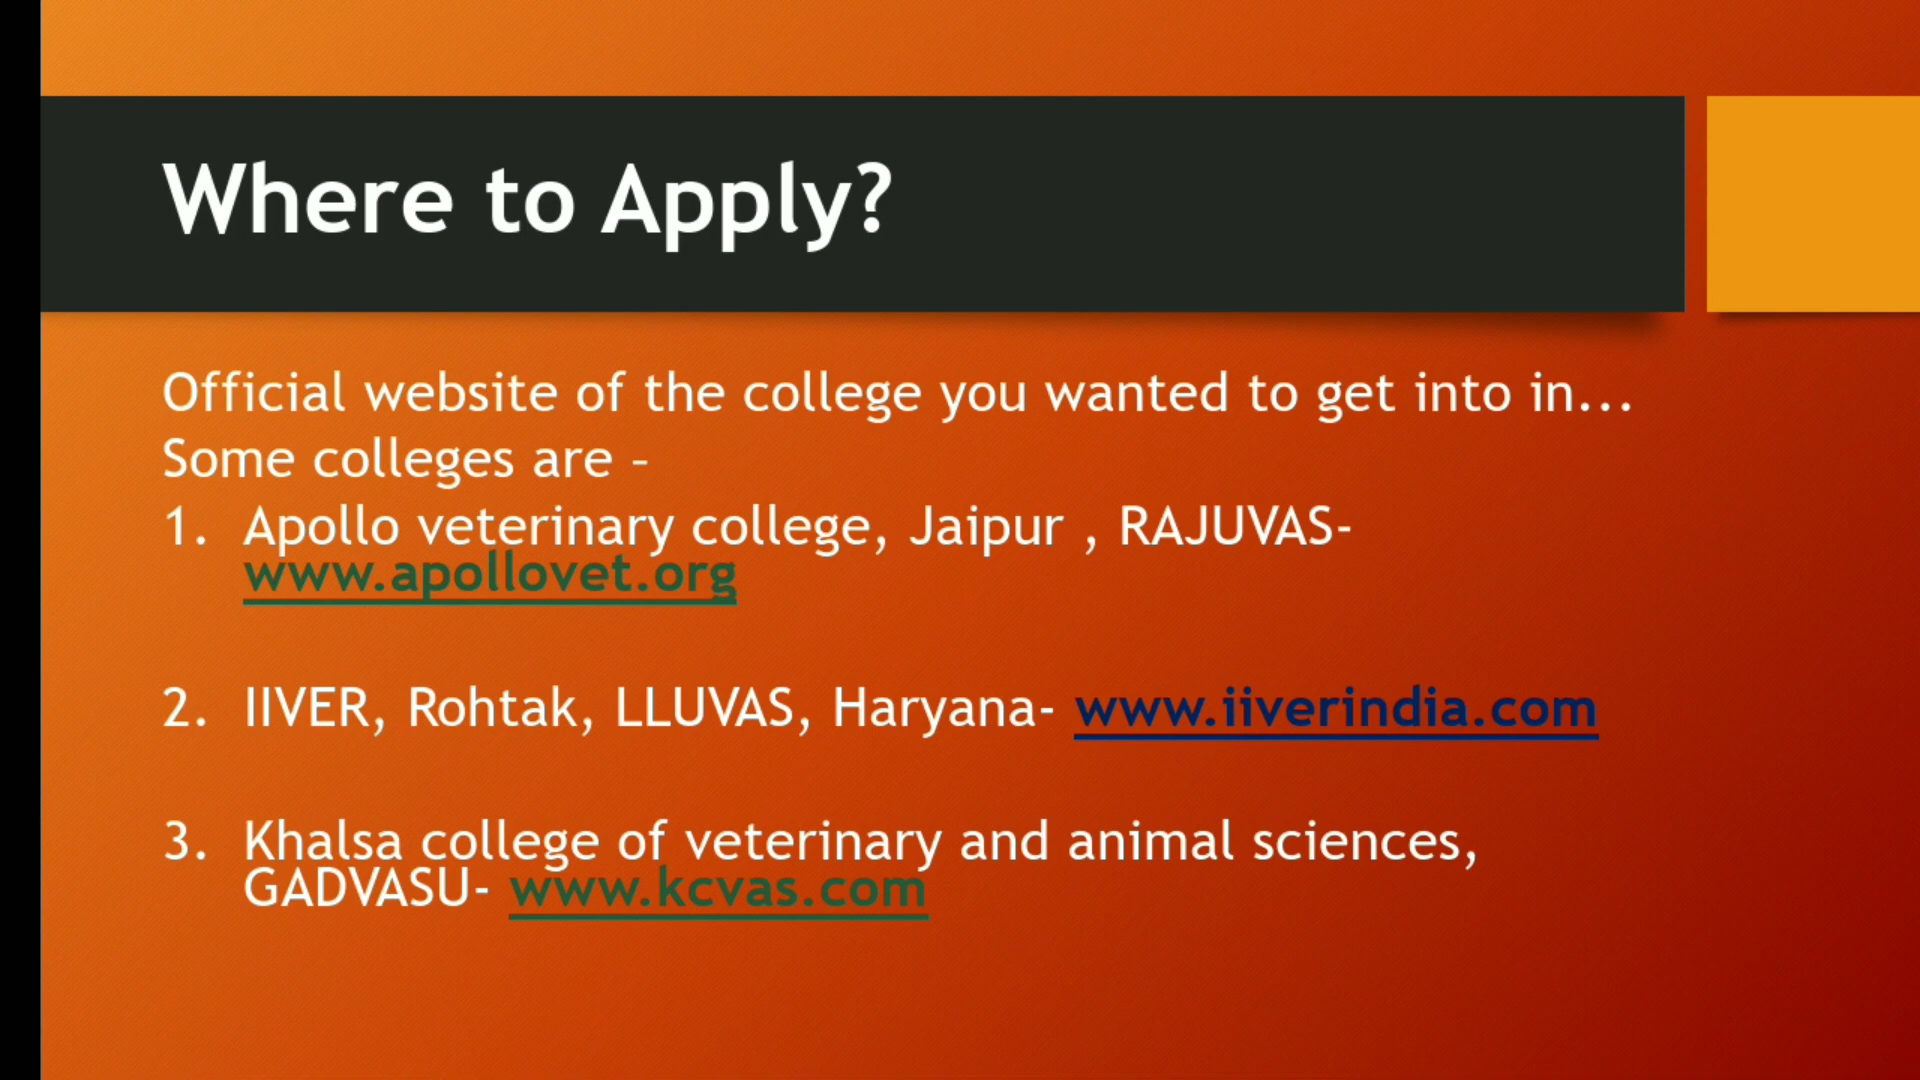 Where to Apply?
Official website of the college you wanted to get into in...
Some colleges are –
1. Apollo veterinary college, Jaipur , RAJUVAS-
www.apollovet.org
2. IIVER, Rohtak, LLUVAS, Haryana- www.iiverindia.com
3. Khalsa college of veterinary and animal sciences,
GADVASU- www.kcvas.com